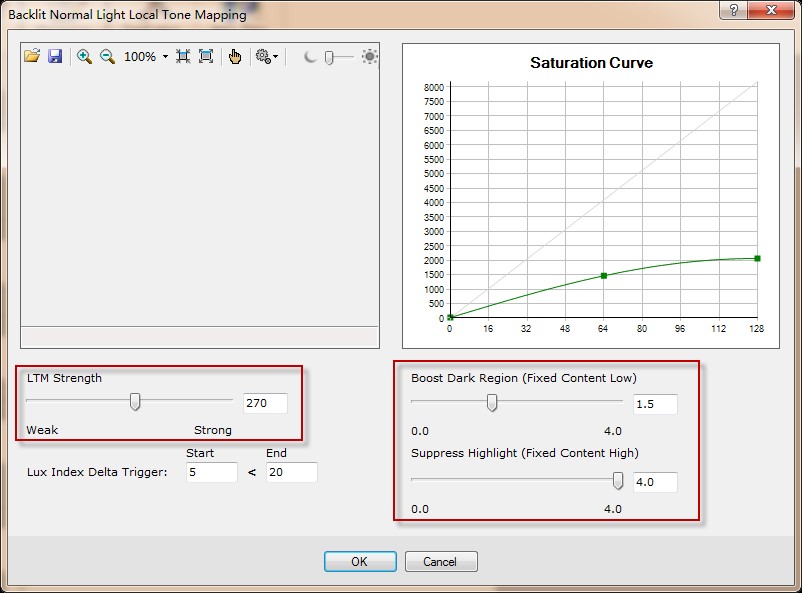 Backlit Normal Light Local Tone Mapping
?
100%
Saturation Curve
8000
7500
7000
6500
6000
5500
5000
4500
4000
3500
3000
2500
2000
1500
1000
500
0
0 16 32 48 64 80 96 112 128
LTM Strength
270
Weak Strong
Start End
Lux Index Delta Trigger: 5 < 20
Boost Dark Region (Fixed Content Low)
1.5
0.0 4.0
Suppress Highlight (Fixed Content High)
4.0
0.0 4.0
OK Cancel